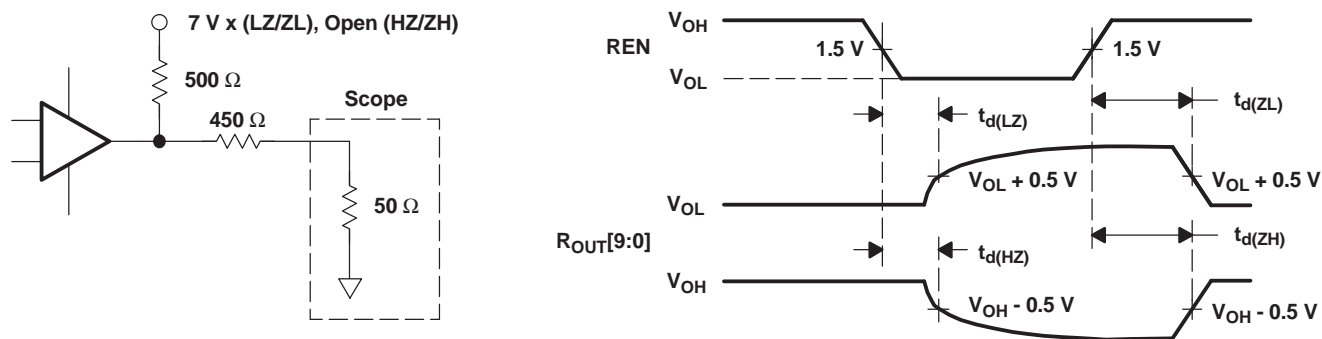 7 V x (LZ/ZL), Open (HZ/ZH)
500 Ω
450 Ω
Scope
50 Ω
V_OH
REN
1.5 V
1.5 V
V_OL
t_d(LZ)
t_d(ZL)
V_OL + 0.5 V
V_OL + 0.5 V
V_OL
R_OUT[9:0]
t_d(HZ)
t_d(ZH)
V_OH
V_OH - 0.5 V
V_OH - 0.5 V